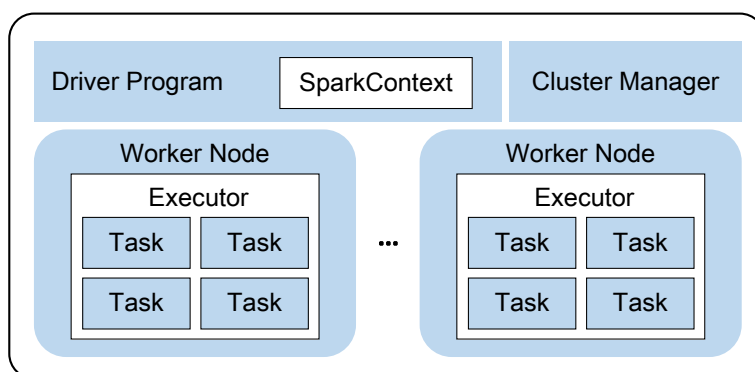 Driver Program
SparkContext
Cluster Manager
Worker Node
Executor
Task Task
Task Task
...
Worker Node
Executor
Task Task
Task Task